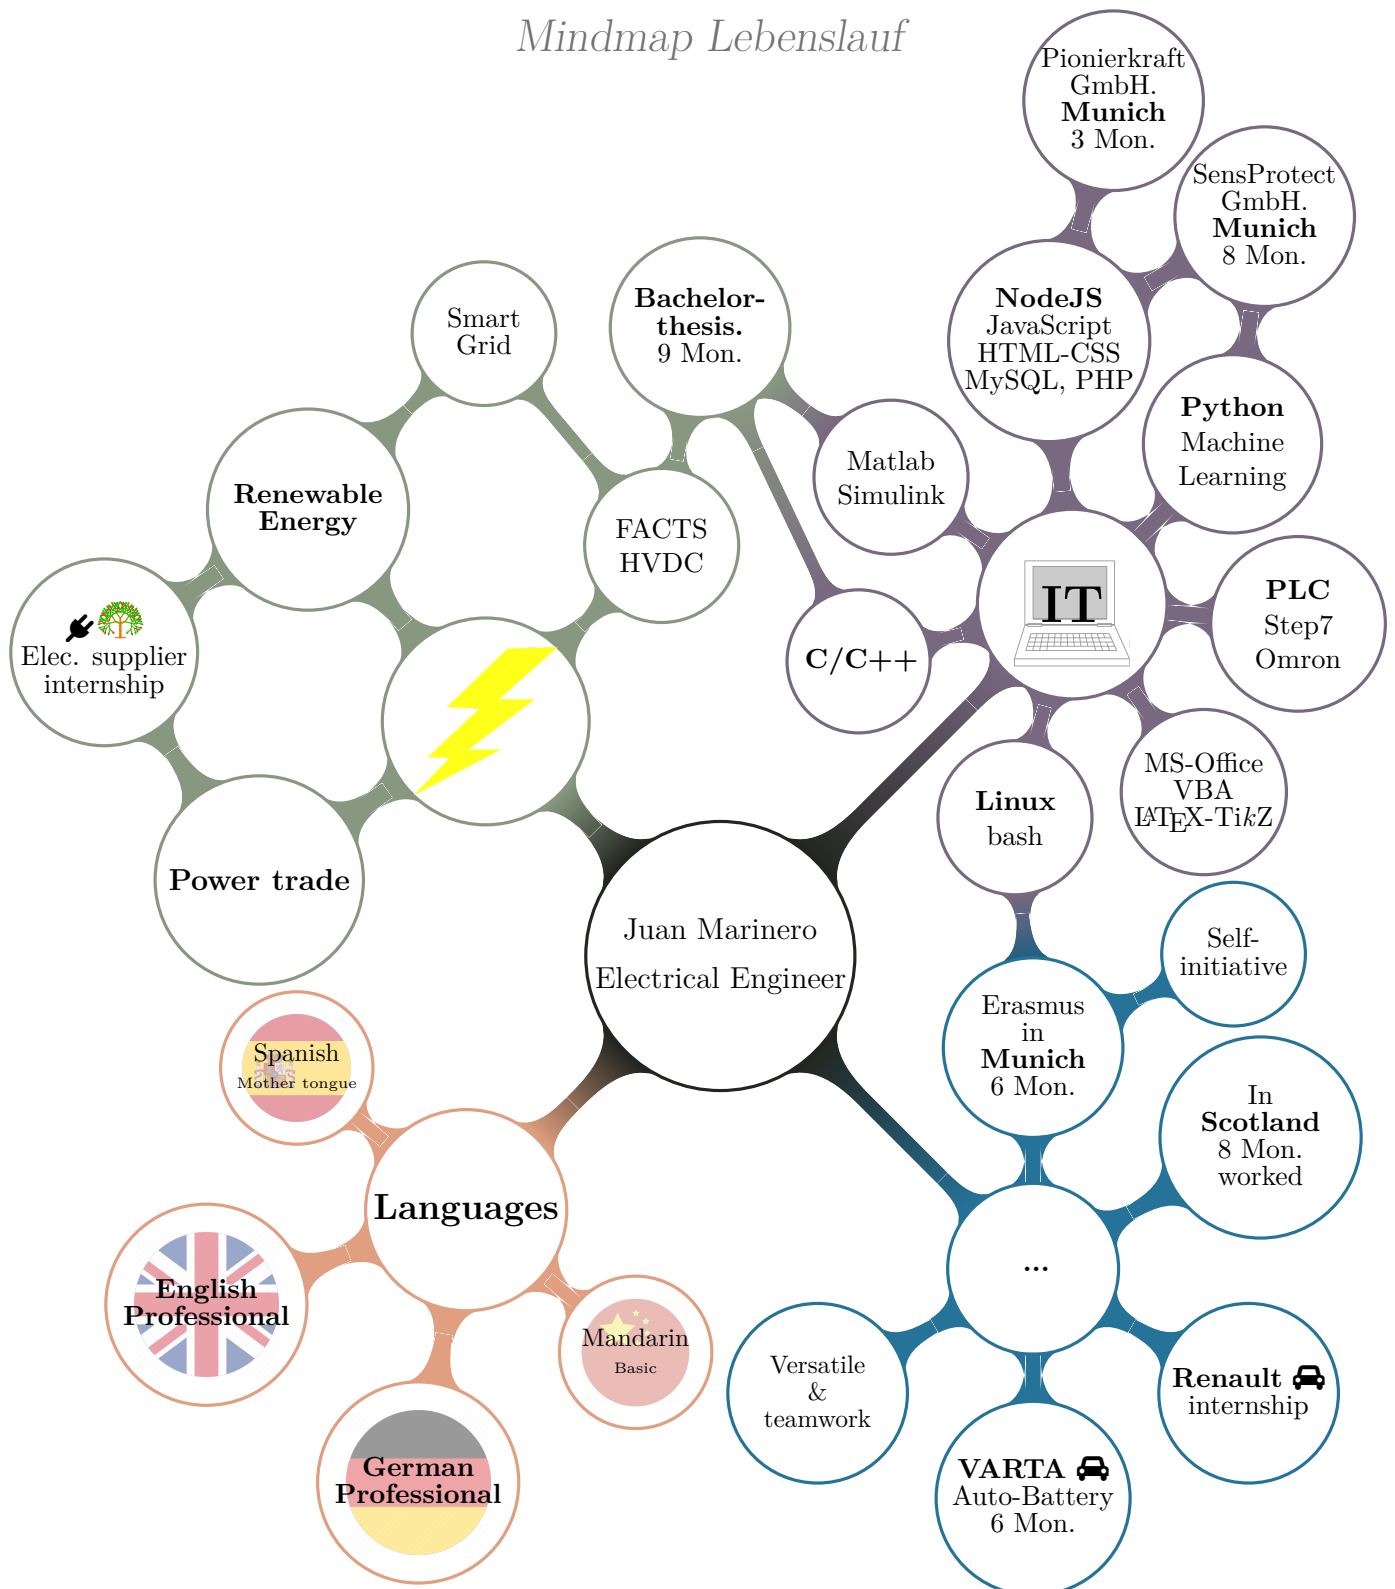 Mindmap Lebenslauf
Pionierkraft
GmbH.
Munich
3 Mon.
SensProtect
GmbH.
Munich
8 Mon.
NodeJS
JavaScript
HTML-CSS
MySQL, PHP
Python
Machine
Learning
Bachelor-
thesis.
9 Mon.
Smart
Grid
Matlab
Simulink
Renewable
Energy
FACTS
HVDC
IT
PLC
Step7
Omron
C/C++
Elec. supplier
internship
MS-Office
VBA
LATEX-TikZ
Linux
bash
Power trade
Juan Marinero
Electrical Engineer
Self-
initiative
Erasmus
in
Munich
6 Mon.
Spanish
Mother tongue
In
Scotland
8 Mon.
worked
Languages
...
English
Professional
Mandarin
Basic
Versatile
&
teamwork
Renault
internship
German
Professional
VARTA
Auto-Battery
6 Mon.